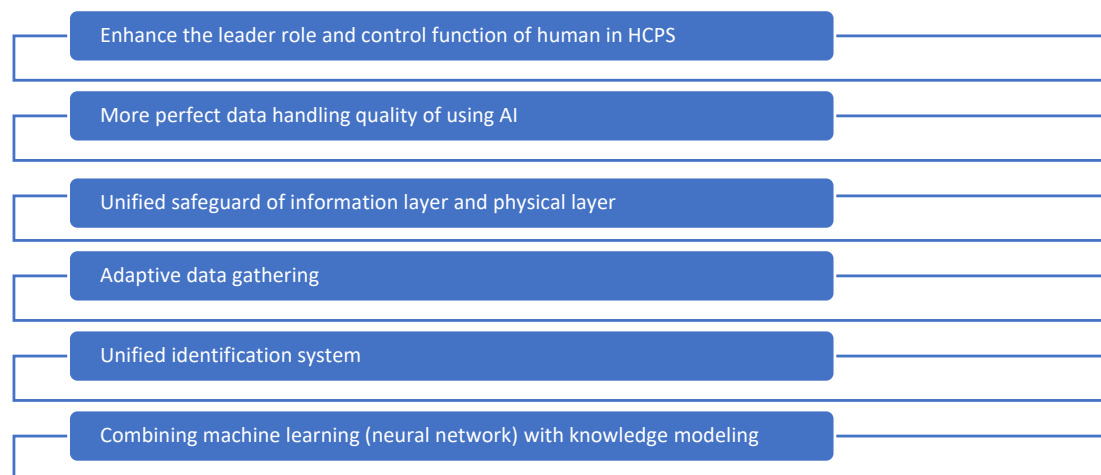 Enhance the leader role and control function of human in HCPS
More perfect data handling quality of using AI
Unified safeguard of information layer and physical layer
Adaptive data gathering
Unified identification system
Combining machine learning (neural network) with knowledge modeling